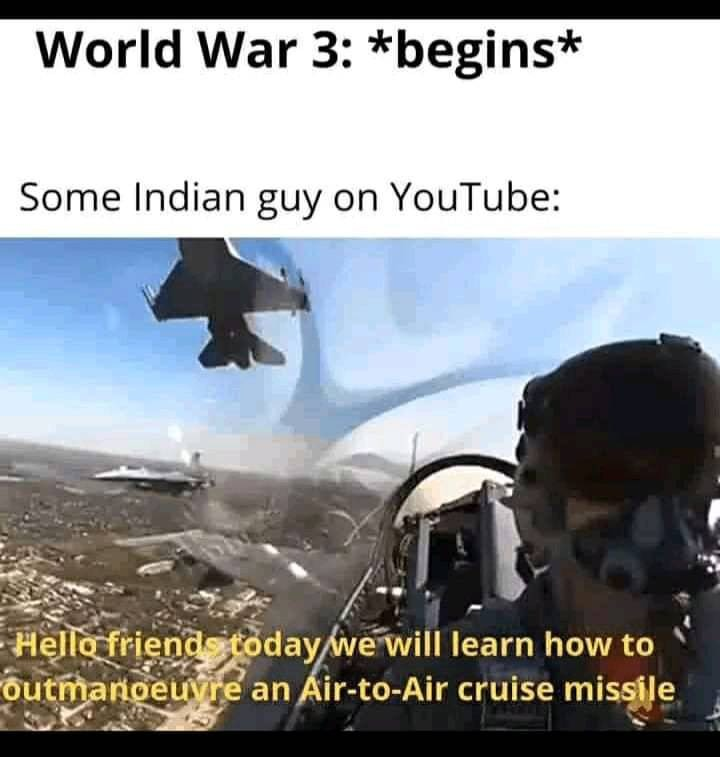 World War 3: *begins*
Some Indian guy on YouTube:
Hello friends today we will learn how to
outmanoeuvre an Air-to-Air cruise missile